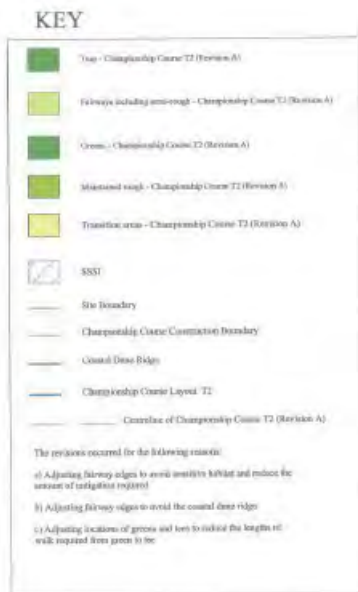 KEY
Tees - Championship Course T2 (Revision A)
Fairways including semi-rough - Championship Course T2 (Revision A)
Greens - Championship Course T2 (Revision A)
Maintained rough - Championship Course T2 (Revision A)
Transition areas - Championship Course T2 (Revision A)
SSSI
Site Boundary
Championship Course Construction Boundary
Coastal Dune Ridges
Championship Course Layout T2
Centreline of Championship Course T2 (Revision A)
The revisions occurred for the following reasons:
a) Adjusting fairway edges to avoid sensitive habitat and reduce the
amount of mitigation required
b) Adjusting fairway edges to avoid the coastal dune ridges
c) Adjusting locations of greens and tees to reduce the lengths of
walk required from green to tee